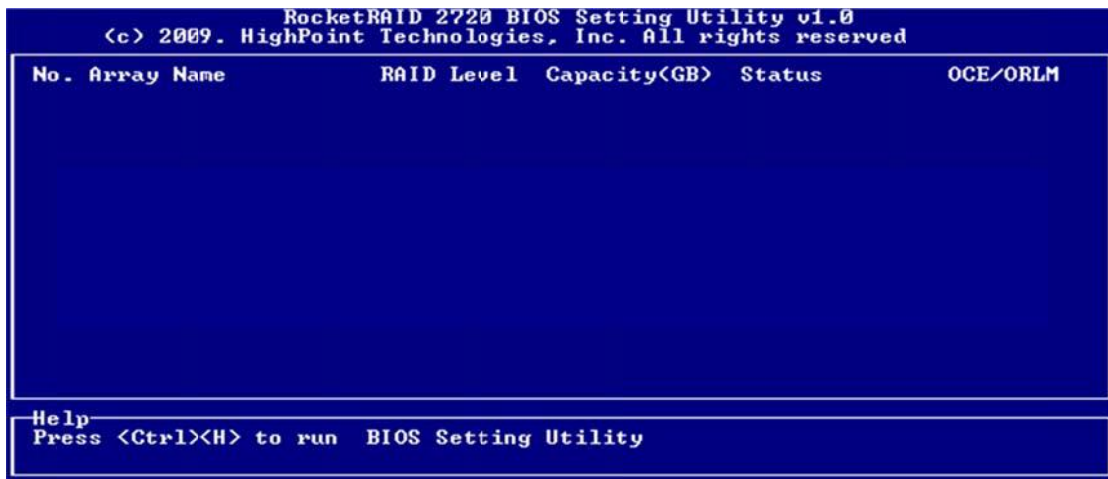 RocketRAID 2720 BIOS Setting Utility v1.0
(c) 2009. HighPoint Technologies, Inc. All rights reserved
No. Array Name RAID Level Capacity(GB) Status OCE/ORLM
Help
Press <Ctrl><H> to run BIOS Setting Utility